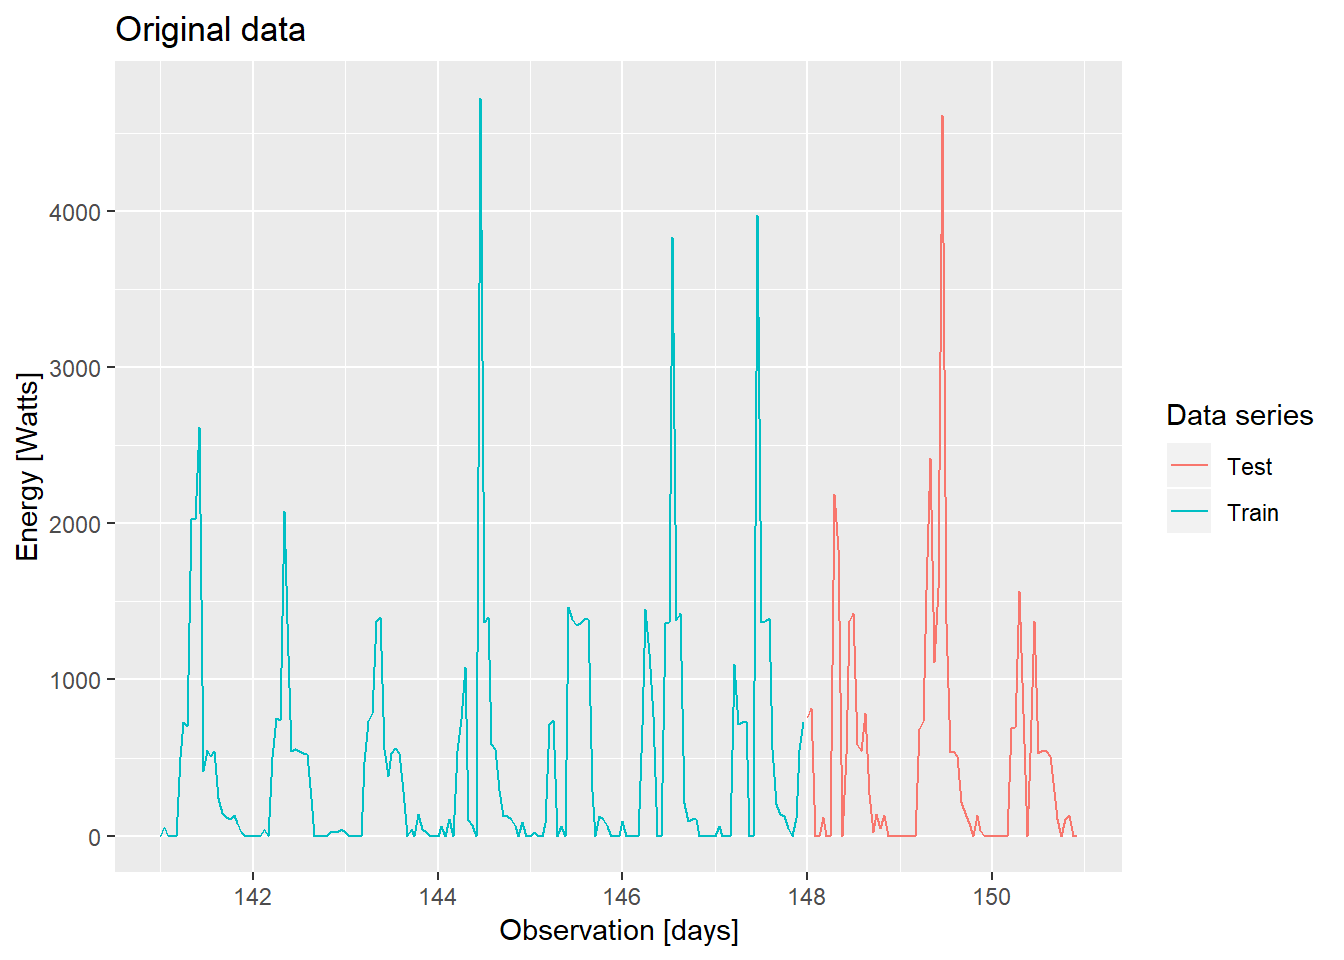 Original data
Energy [Watts]
4000
3000
2000
1000
0
142 144 146 148 150
Observation [days]
Data series
Test
Train